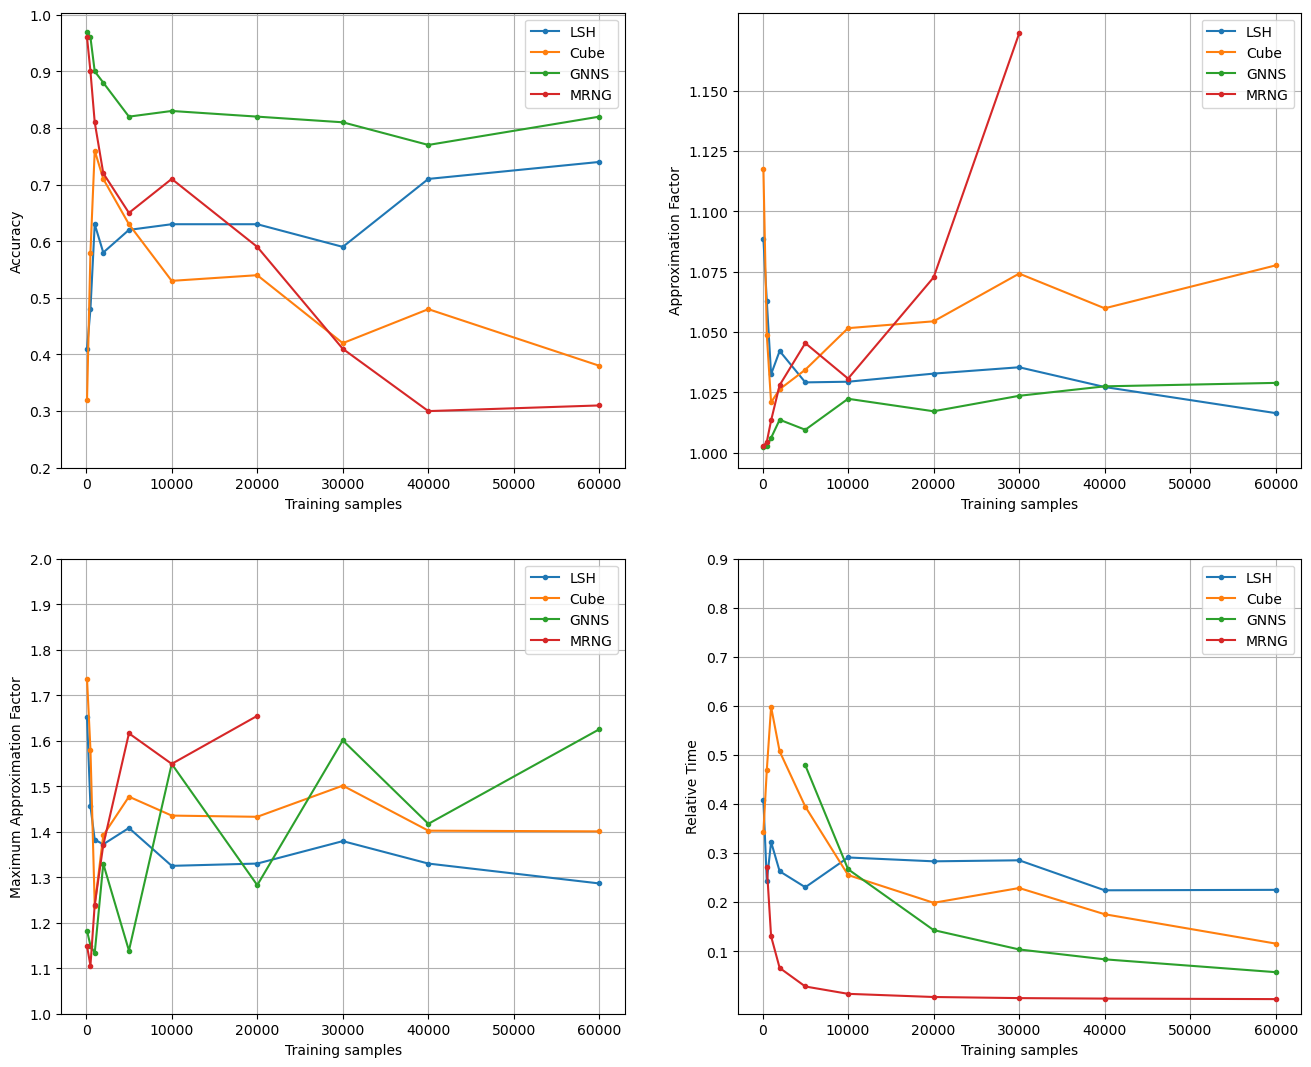 1.0
0.9
0.8
0.7
0.6
0.5
0.4
0.3
0.2
Accuracy
0
10000
20000
30000
40000
50000
60000
Training samples
LSH
Cube
GNNS
MRNG
1.150
1.125
1.100
1.075
1.050
1.025
1.000
Approximation Factor
0
10000
20000
30000
40000
50000
60000
Training samples
LSH
Cube
GNNS
MRNG
2.0
1.9
1.8
1.7
1.6
1.5
1.4
1.3
1.2
1.1
1.0
Maximum Approximation Factor
0
10000
20000
30000
40000
50000
60000
Training samples
LSH
Cube
GNNS
MRNG
0.9
0.8
0.7
0.6
0.5
0.4
0.3
0.2
0.1
Relative Time
0
10000
20000
30000
40000
50000
60000
Training samples
LSH
Cube
GNNS
MRNG